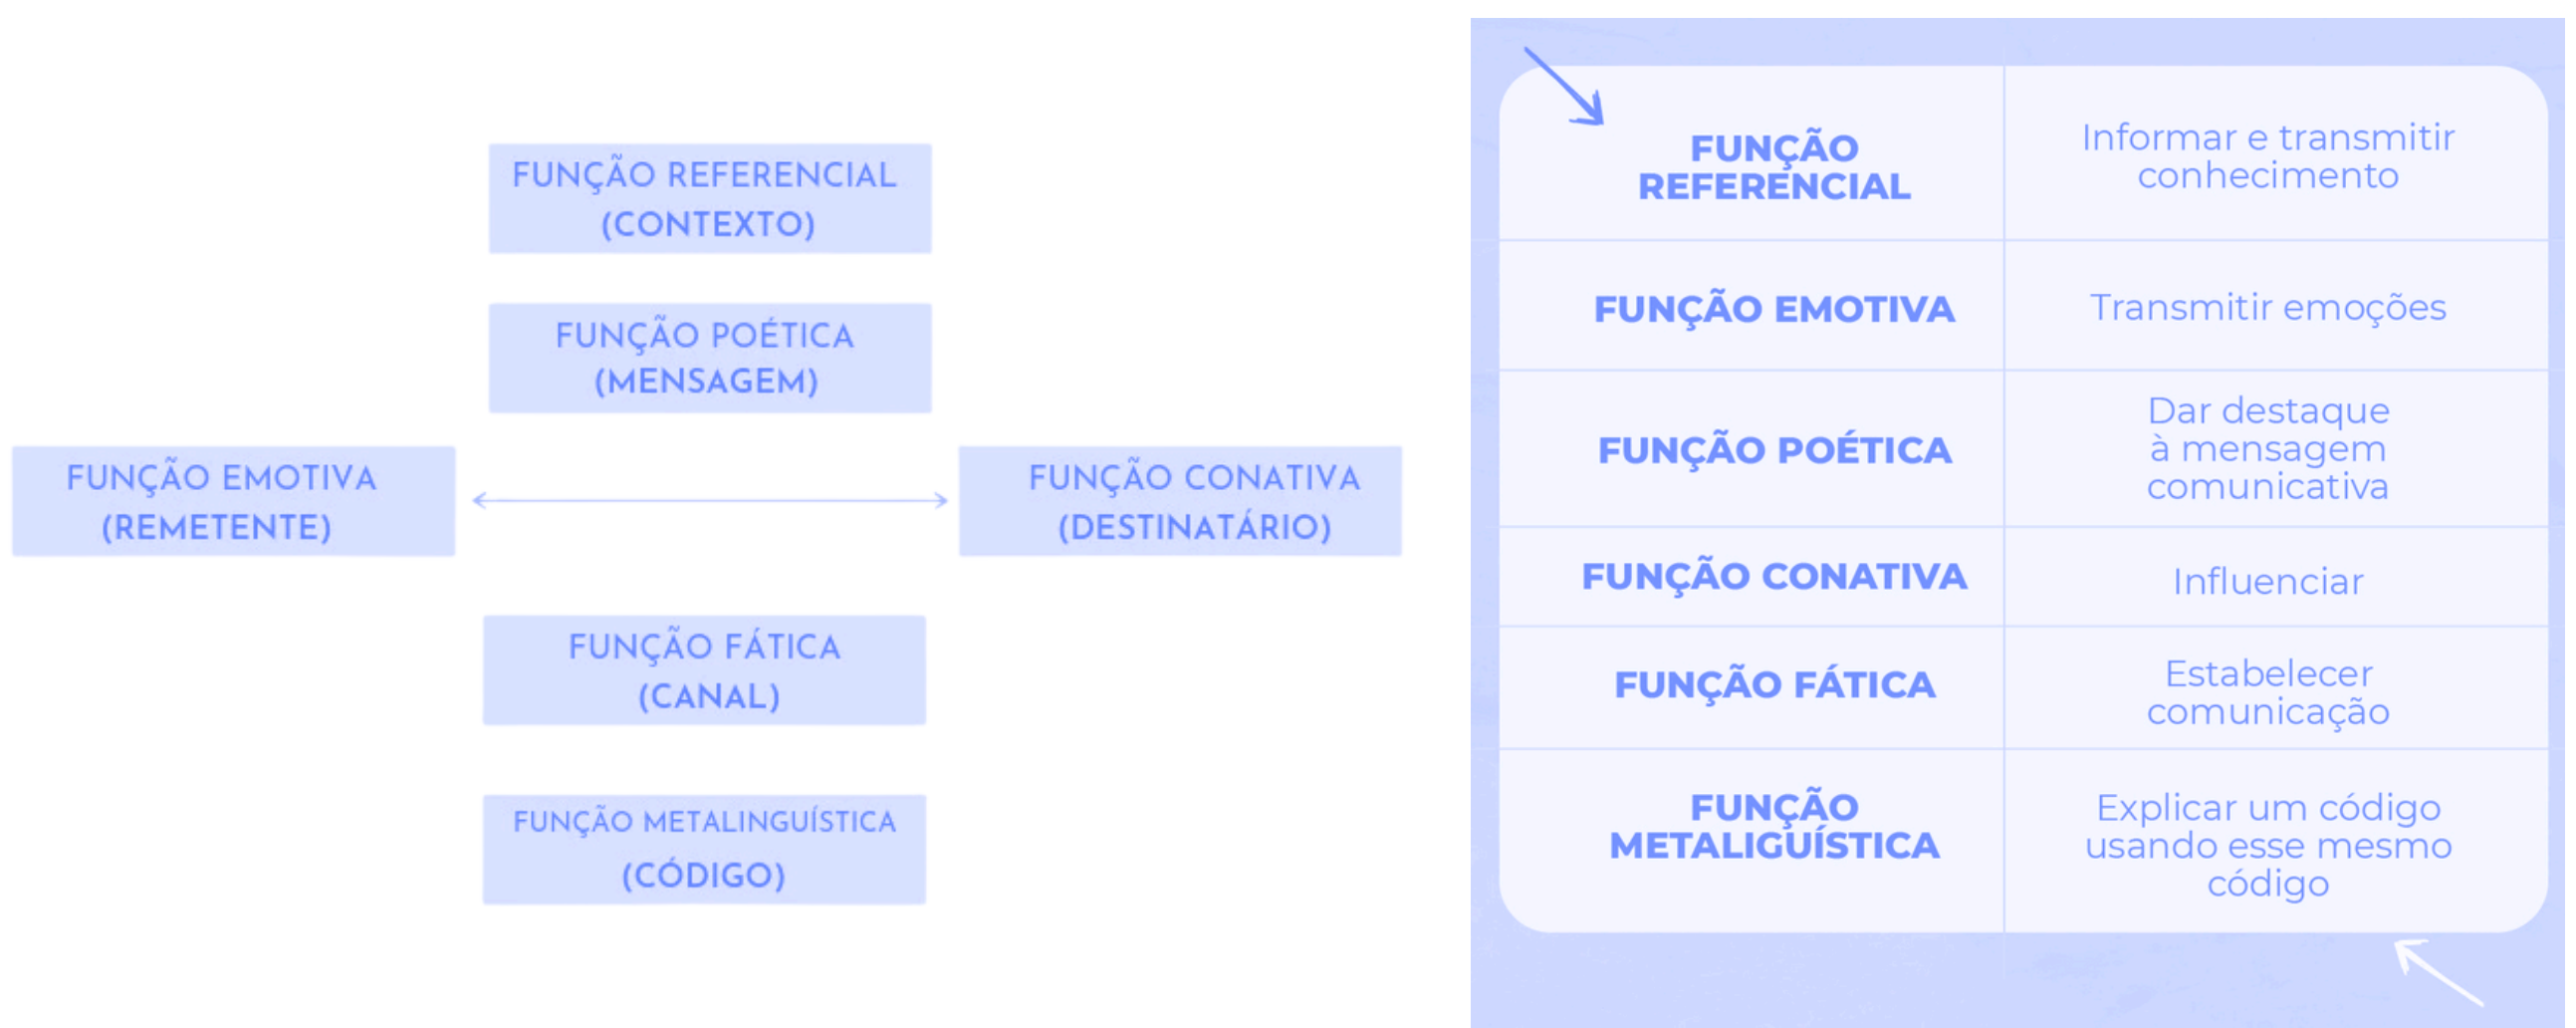 FUNÇÃO REFERENCIAL
(CONTEXTO)
FUNÇÃO POÉTICA
(MENSAGEM)
FUNÇÃO EMOTIVA
(REMETENTE)
FUNÇÃO CONATIVA
(DESTINATÁRIO)
FUNÇÃO FÁTICA
(CANAL)
FUNÇÃO METALINGUÍSTICA
(CÓDIGO)
FUNÇÃO
REFERENCIAL
Informar e transmitir
conhecimento
FUNÇÃO EMOTIVA
Transmitir emoções
FUNÇÃO POÉTICA
Dar destaque
à mensagem
comunicativa
FUNÇÃO CONATIVA
Influenciar
FUNÇÃO FÁTICA
Estabelecer
comunicação
FUNÇÃO
METALIGUÍSTICA
Explicar um código
usando esse mesmo
código